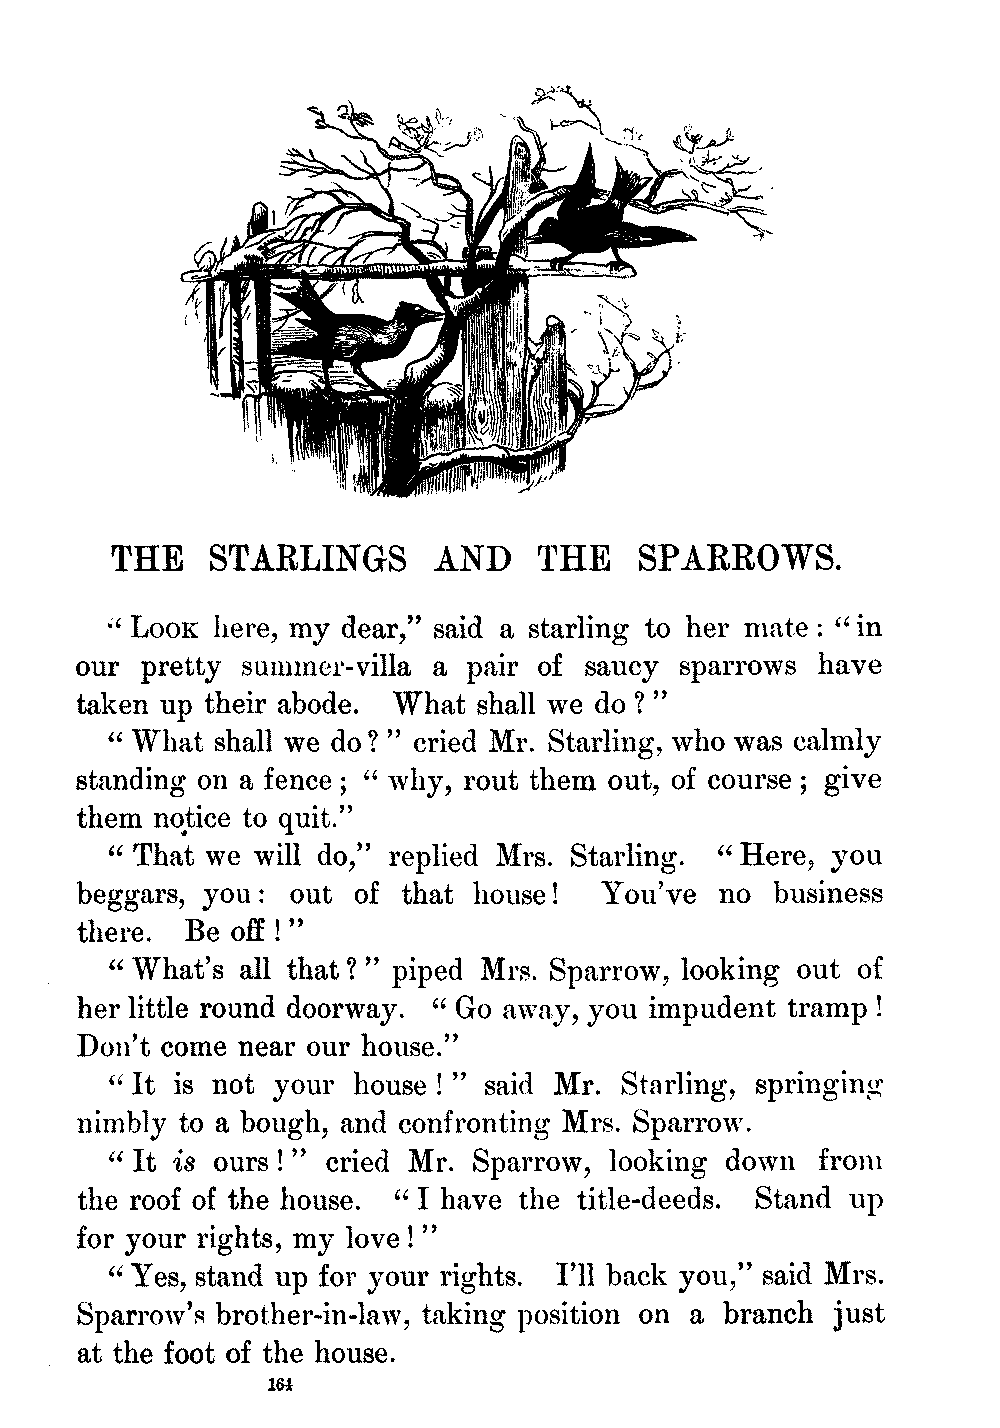 THE STARLINGS AND THE SPARROWS.
“LOOK here, my dear,” said a starling to her mate: “in
our pretty summer-villa a pair of saucy sparrows have
taken up their abode. What shall we do?”
“What shall we do?” cried Mr. Starling, who was calmly
standing on a fence; “why, rout them out, of course; give
them notice to quit.”
“That we will do,” replied Mrs. Starling. “Here, you
beggars, you: out of that house! You've no business
there. Be off!”
“What's all that?” piped Mrs. Sparrow, looking out of
her little round doorway. “Go away, you impudent tramp!
Don't come near our house.”
“It is not your house!” said Mr. Starling, springing
nimbly to a bough, and confronting Mrs. Sparrow.
“It is ours!” cried Mr. Sparrow, looking down from
the roof of the house. “I have the title-deeds. Stand up
for your rights, my love!”
“Yes, stand up for your rights. I'll back you,” said Mrs.
Sparrow's brother-in-law, taking position on a branch just
at the foot of the house.
164